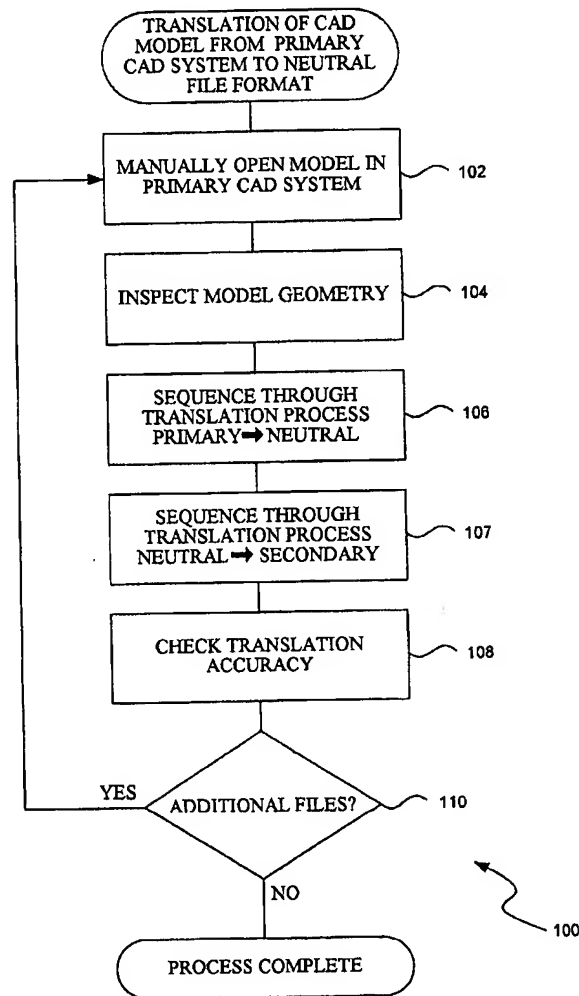 TRANSLATION OF CAD
MODEL FROM PRIMARY
CAD SYSTEM TO NEUTRAL
FILE FORMAT
MANUALLY OPEN MODEL IN
PRIMARY CAD SYSTEM
102
INSPECT MODEL GEOMETRY
104
SEQUENCE THROUGH
TRANSLATION PROCESS
PRIMARY➡NEUTRAL
106
SEQUENCE THROUGH
TRANSLATION PROCESS
NEUTRAL➡SECONDARY
107
CHECK TRANSLATION
ACCURACY
108
YES
ADDITIONAL FILES?
110
NO
100
PROCESS COMPLETE